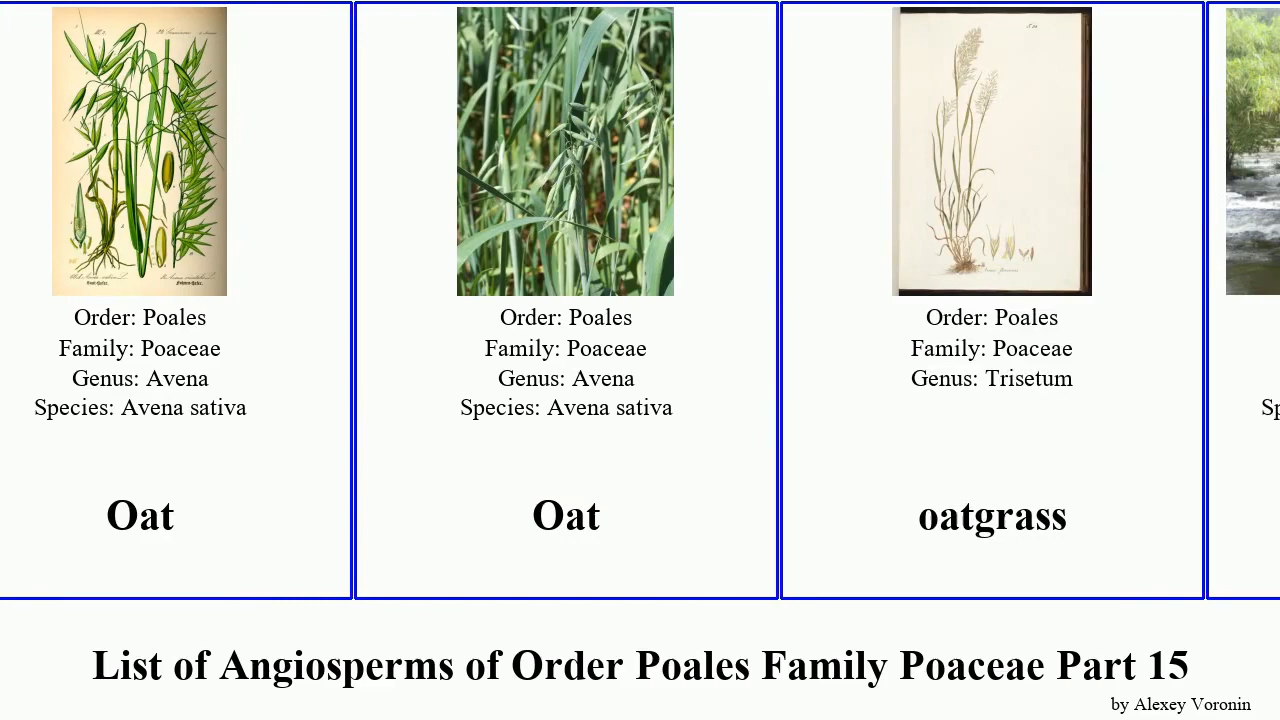 Order: Poales
Family: Poaceae
Genus: Avena
Species: Avena sativa
Oat
Order: Poales
Family: Poaceae
Genus: Avena
Species: Avena sativa
Oat
Order: Poales
Family: Poaceae
Genus: Trisetum
oatgrass
Sp
List of Angiosperms of Order Poales Family Poaceae Part 15
by Alexey Voronin